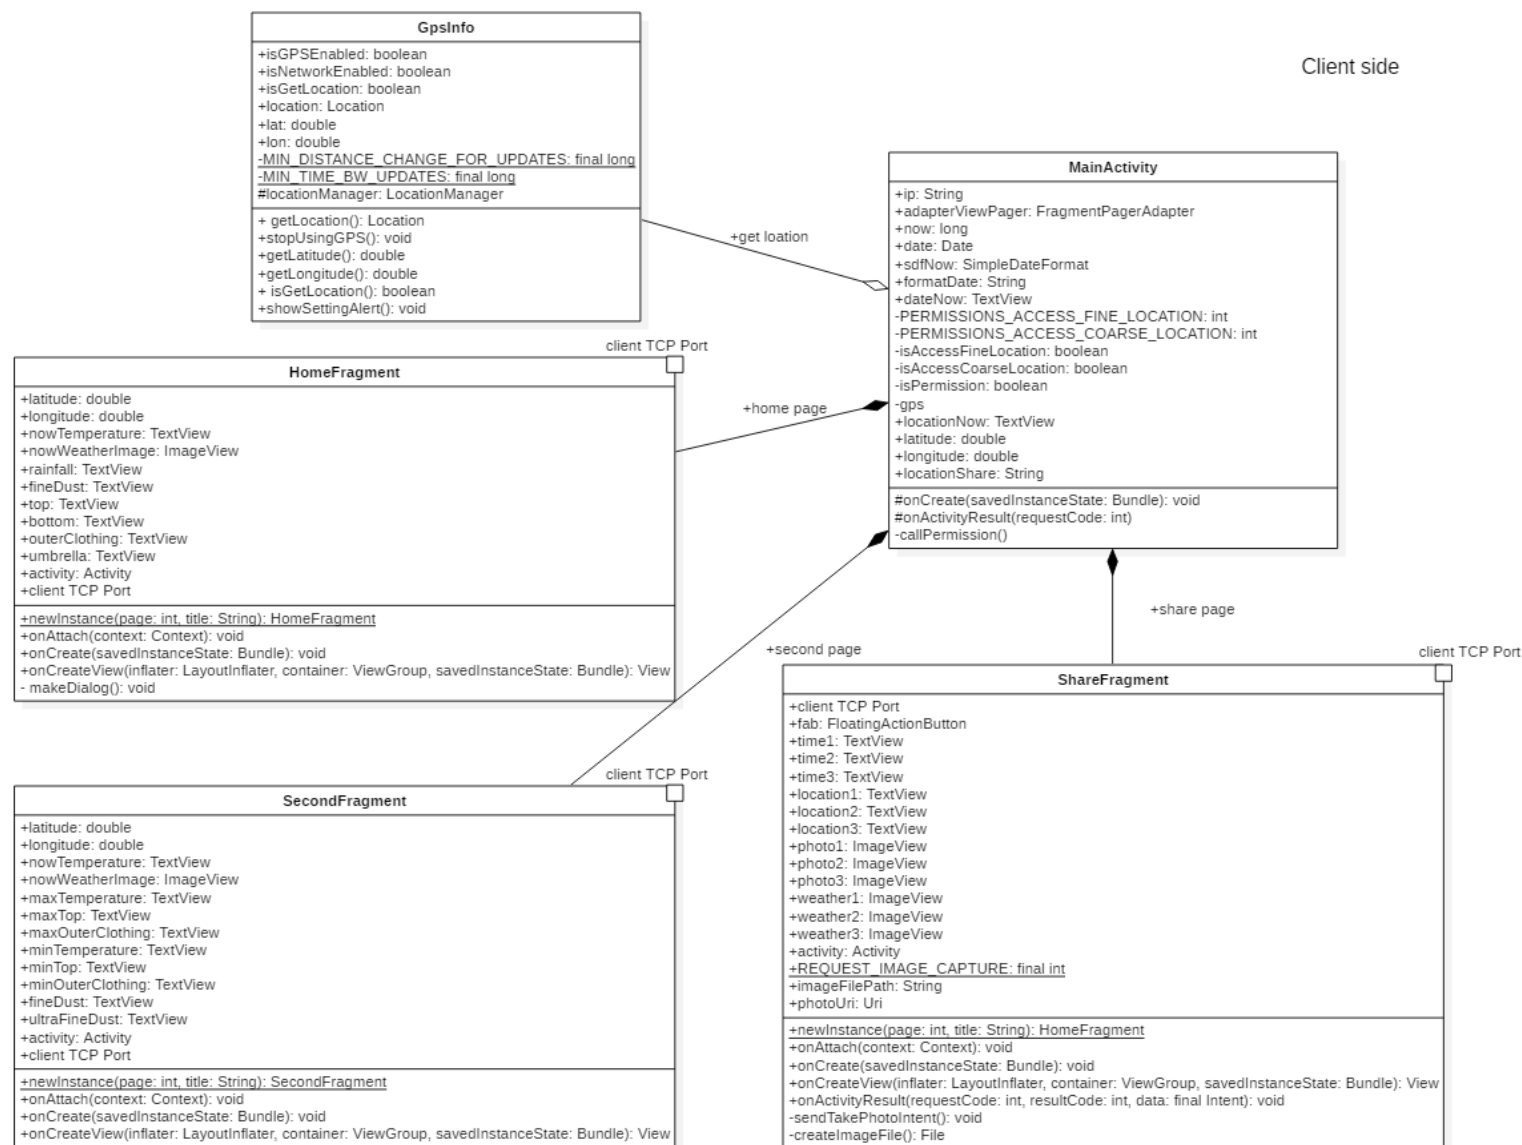 GpsInfo
+isGPSEnabled: boolean
+isNetworkEnabled: boolean
+isGetLocation: boolean
+location: Location
+lat: double
+lon: double
-MIN_DISTANCE_CHANGE_FOR_UPDATES: final long
-MIN_TIME_BW_UPDATES: final long
#locationManager: LocationManager
+ getLocation(): Location
+stopUsingGPS(): void
+getLatitude(): double
+getLongitude(): double
+ isGetLocation(): boolean
+showSettingAlert(): void
Client side
+get loation
MainActivity
+ip: String
+adapterViewPager: FragmentPagerAdapter
+now: long
+date: Date
+sdfNow: SimpleDateFormat
+formatDate: String
+dateNow: TextView
-PERMISSIONS_ACCESS_FINE_LOCATION: int
-PERMISSIONS_ACCESS_COARSE_LOCATION: int
-isAccessFineLocation: boolean
-isAccessCoarseLocation: boolean
-isPermission: boolean
-gps
+locationNow: TextView
+latitude: double
+longitude: double
+locationShare: String
#onCreate(savedInstanceState: Bundle): void
#onActivityResult(requestCode: int)
-callPermission()
client TCP Port
HomeFragment
+latitude: double
+longitude: double
+nowTemperature: TextView
+nowWeatherImage: ImageView
+rainfall: TextView
+fineDust: TextView
+top: TextView
+bottom: TextView
+outerClothing: TextView
+umbrella: TextView
+activity: Activity
+client TCP Port
+newInstance(page: int, title: String): HomeFragment
+onAttach(context: Context): void
+onCreate(savedInstanceState: Bundle): void
+onCreateView(inflater: LayoutInflater, container: ViewGroup, savedInstanceState: Bundle): View
- makeDialog(): void
+home page
+second page
+share page
client TCP Port
SecondFragment
+latitude: double
+longitude: double
+nowTemperature: TextView
+nowWeatherImage: ImageView
+maxTemperature: TextView
+maxTop: TextView
+maxOuterClothing: TextView
+minTemperature: TextView
+minTop: TextView
+minOuterClothing: TextView
+fineDust: TextView
+ultraFineDust: TextView
+activity: Activity
+client TCP Port
+newInstance(page: int, title: String): SecondFragment
+onAttach(context: Context): void
+onCreate(savedInstanceState: Bundle): void
+onCreateView(inflater: LayoutInflater, container: ViewGroup, savedInstanceState: Bundle): View
client TCP Port
ShareFragment
+client TCP Port
+fab: FloatingActionButton
+time1: TextView
+time2: TextView
+time3: TextView
+location1: TextView
+location2: TextView
+location3: TextView
+photo1: ImageView
+photo2: ImageView
+photo3: ImageView
+weather1: ImageView
+weather2: ImageView
+weather3: ImageView
+activity: Activity
+REQUEST_IMAGE_CAPTURE: final int
+imageFilePath: String
+photoUri: Uri
+newInstance(page: int, title: String): HomeFragment
+onAttach(context: Context): void
+onCreate(savedInstanceState: Bundle): void
+onCreateView(inflater: LayoutInflater, container: ViewGroup, savedInstanceState: Bundle): View
+onActivityResult(requestCode: int, resultCode: int, data: final Intent): void
-sendTakePhotoIntent(): void
-createImageFile(): File